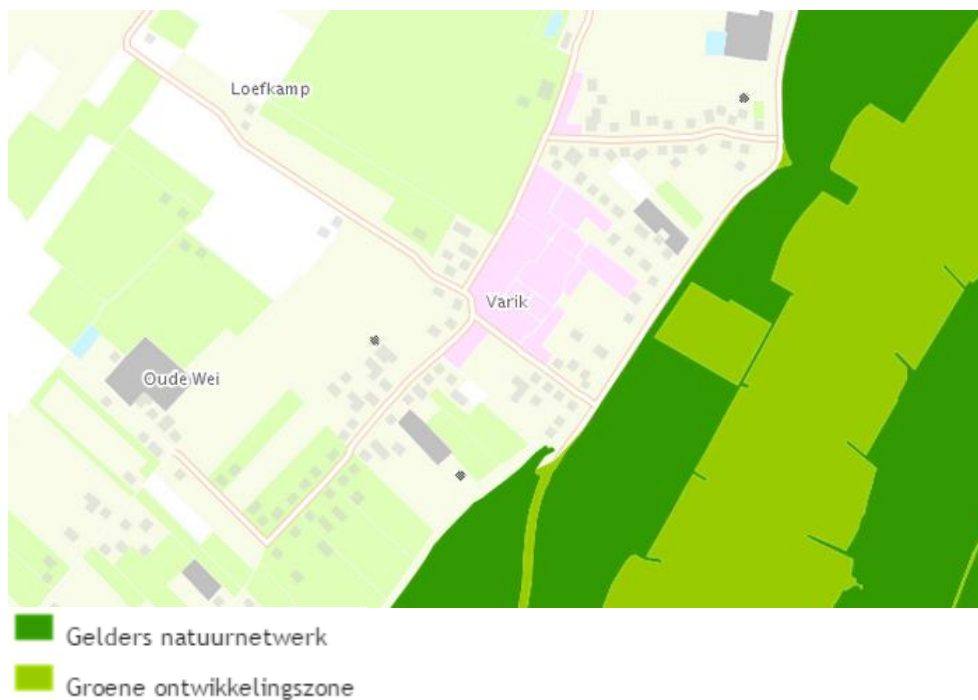 Loefkamp
Varik
Oude Wei
Gelders natuurnetwerk
Groene ontwikkelingszone